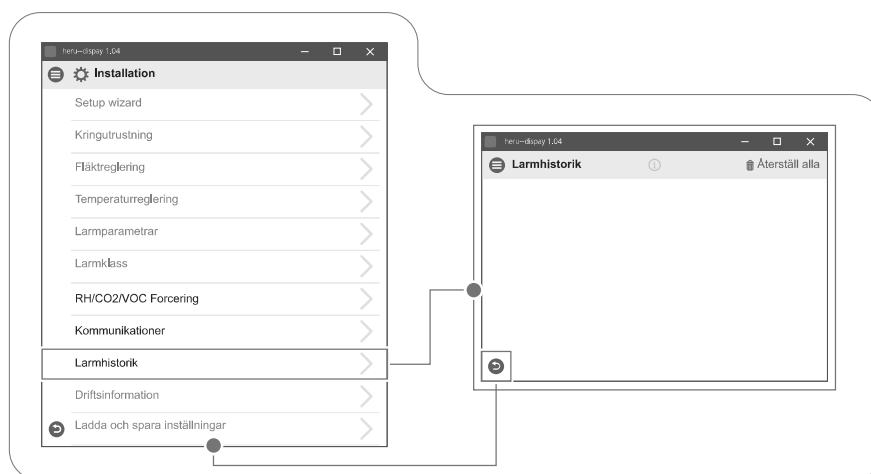 heru-dispay 1.04
Installation
Setup wizard
Kringutrustning
Fläktreglering
Temperaturreglering
Larmparametrar
Larmklass
RH/CO2/VOC Forcering
Kommunikationer
Larmhistorik
Driftsinformation
Ladda och spara inställningar
heru-dispay 1.04
Larmhistorik
Återställ alla